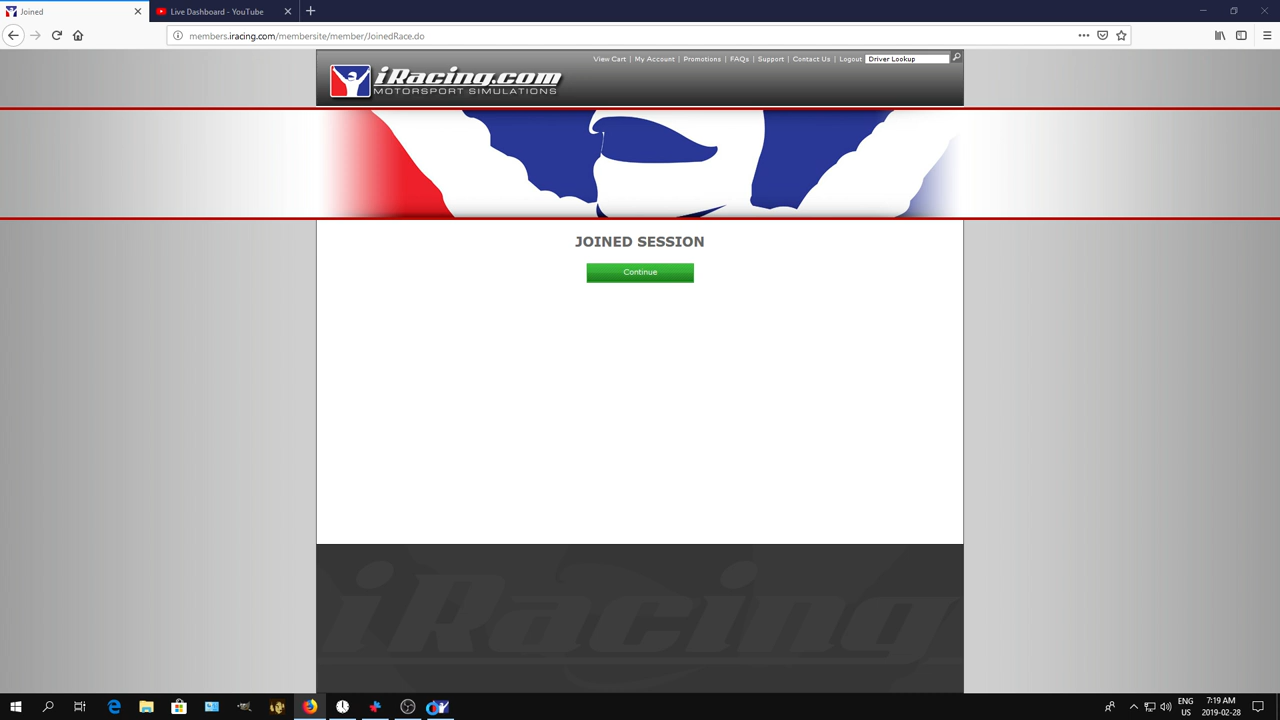 Joined
Live Dashboard - YouTube
members.iracing.com/membersite/member/JoinedRace.do
View Cart | My Account | Promotions | FAQs | Support | Contact Us | Logout
Driver Lookup
iRacing.com
MOTORSPORT SIMULATIONS
JOINED SESSION
Continue
iRacing
ENG
US
7:19 AM
2019-02-28